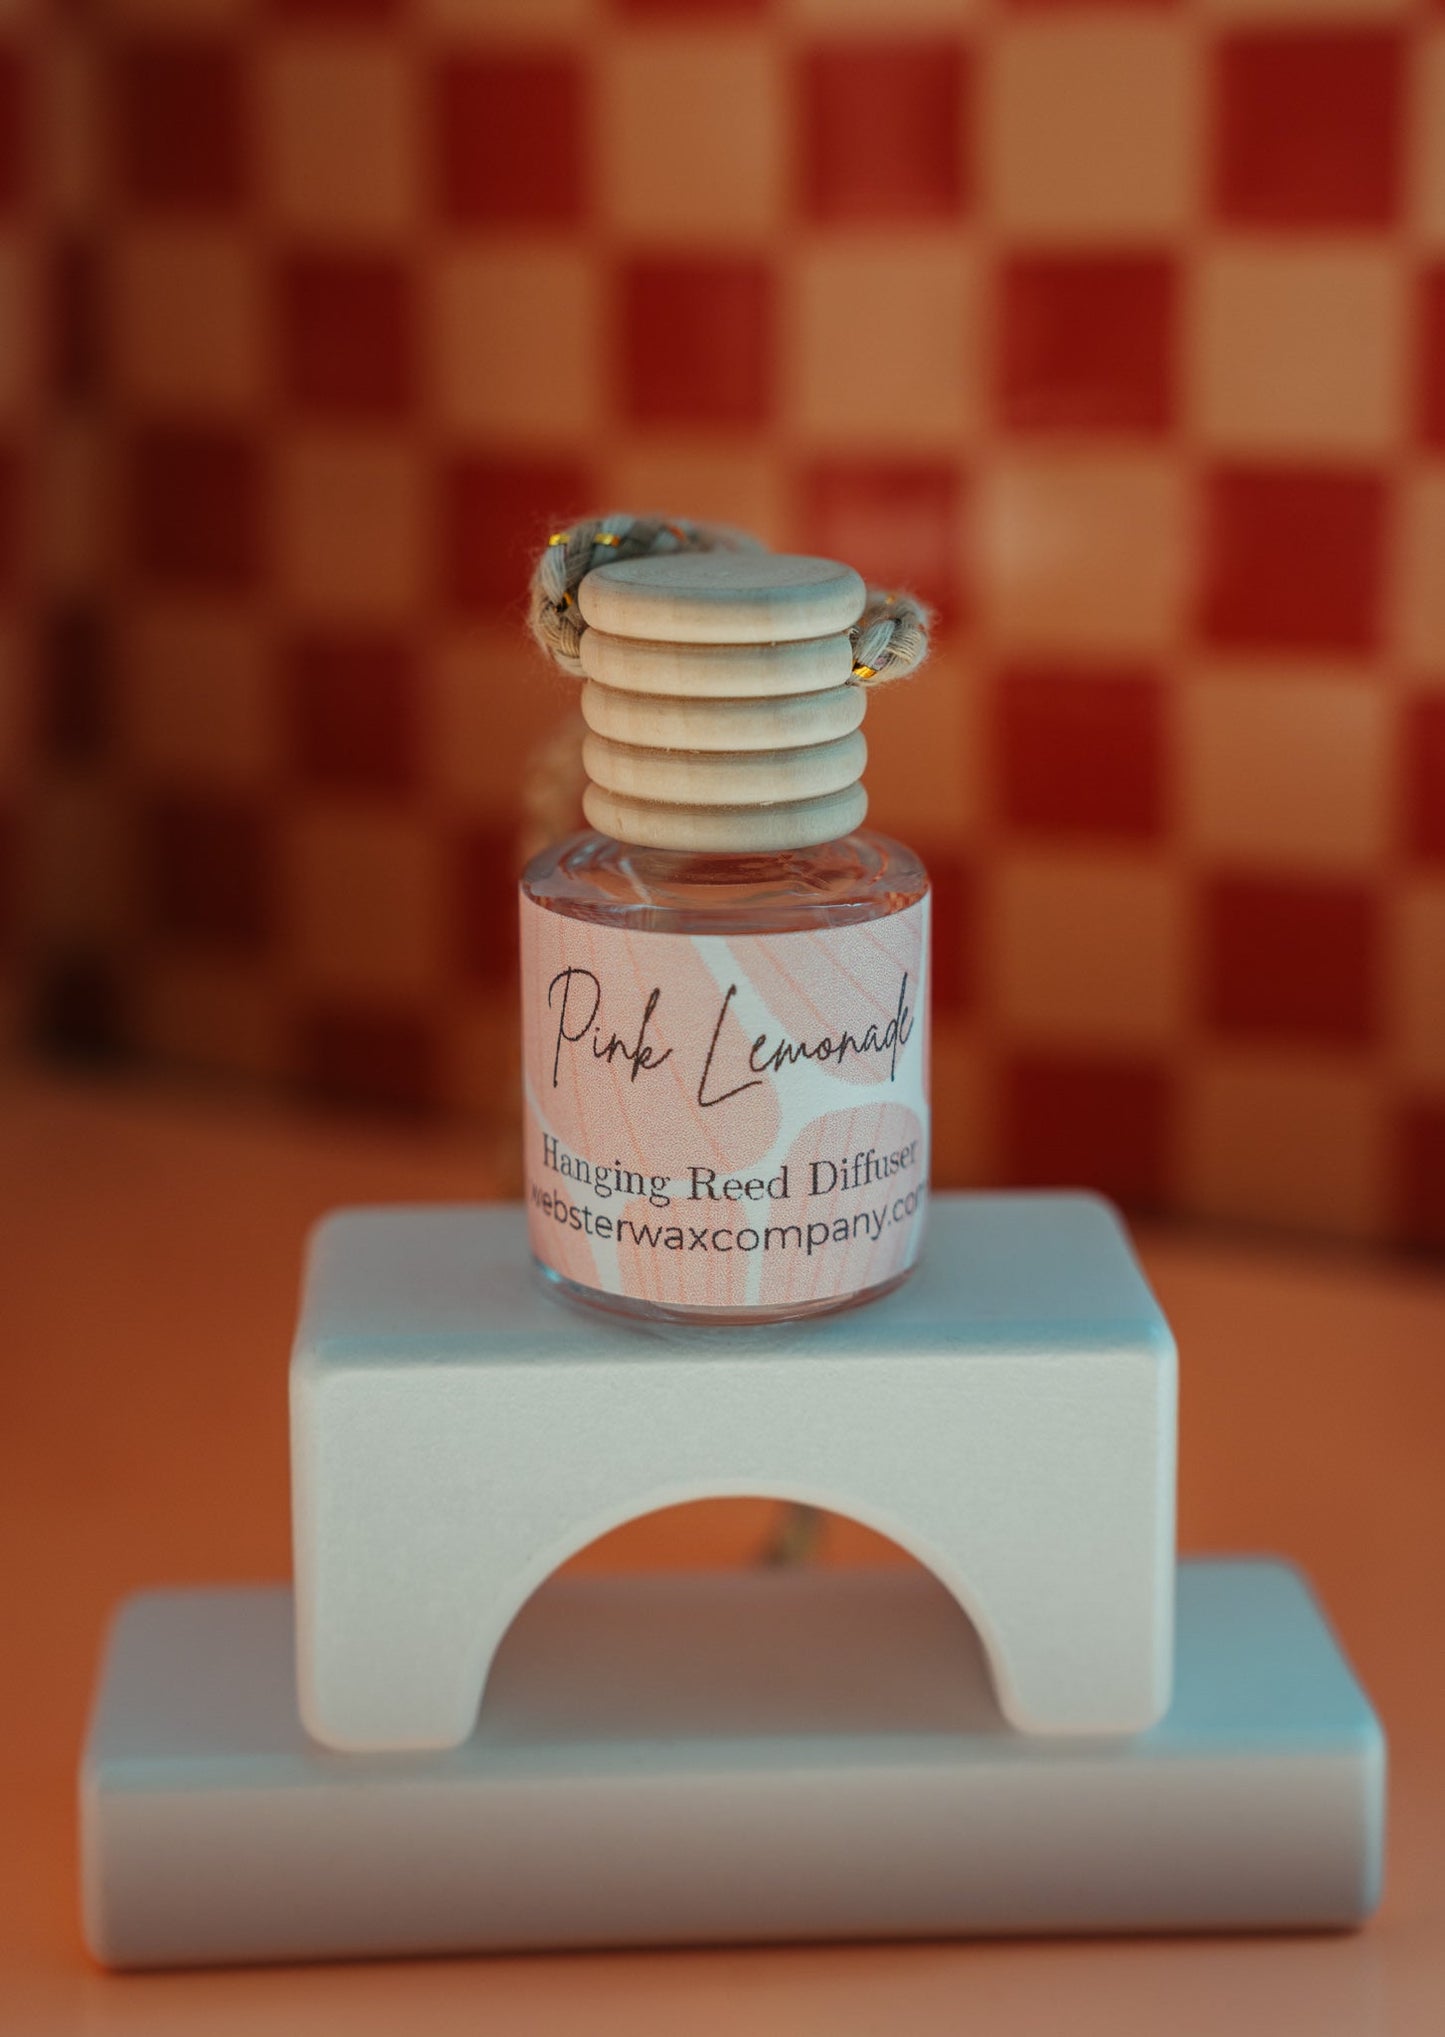 Pink Lemonade
Hanging Reed Diffuser
websterwaxcompany.com